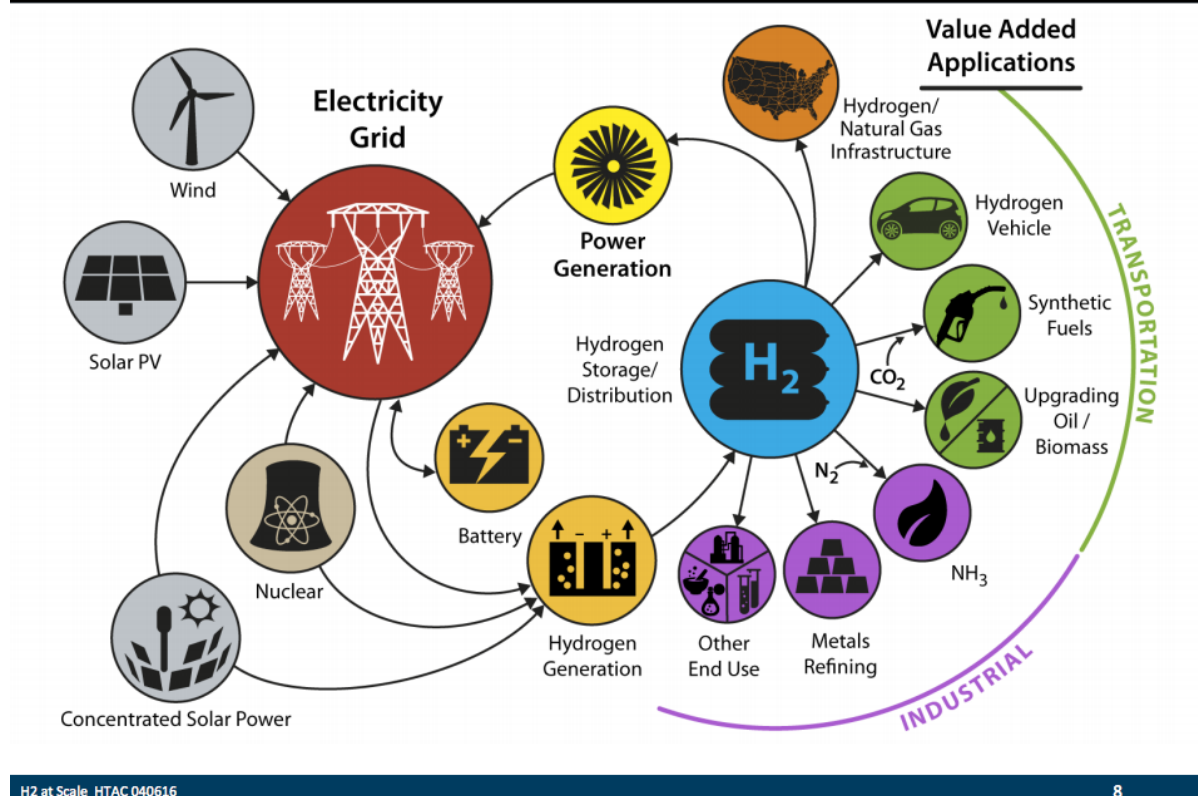 Value Added
Applications
Electricity
Grid
Wind
Hydrogen/
Natural Gas
Infrastructure
Power
Generation
Hydrogen
Vehicle
TRANSPORTATION
Solar PV
Hydrogen
Storage/
Distribution
H2
Synthetic
Fuels
CO2
Upgrading
Oil /
Biomass
+ -
Battery
N2
Nuclear
- +
NH3
Hydrogen
Generation
Other
End Use
Metals
Refining
INDUSTRIAL
Concentrated Solar Power
H2 at Scale HTAC 040616
8